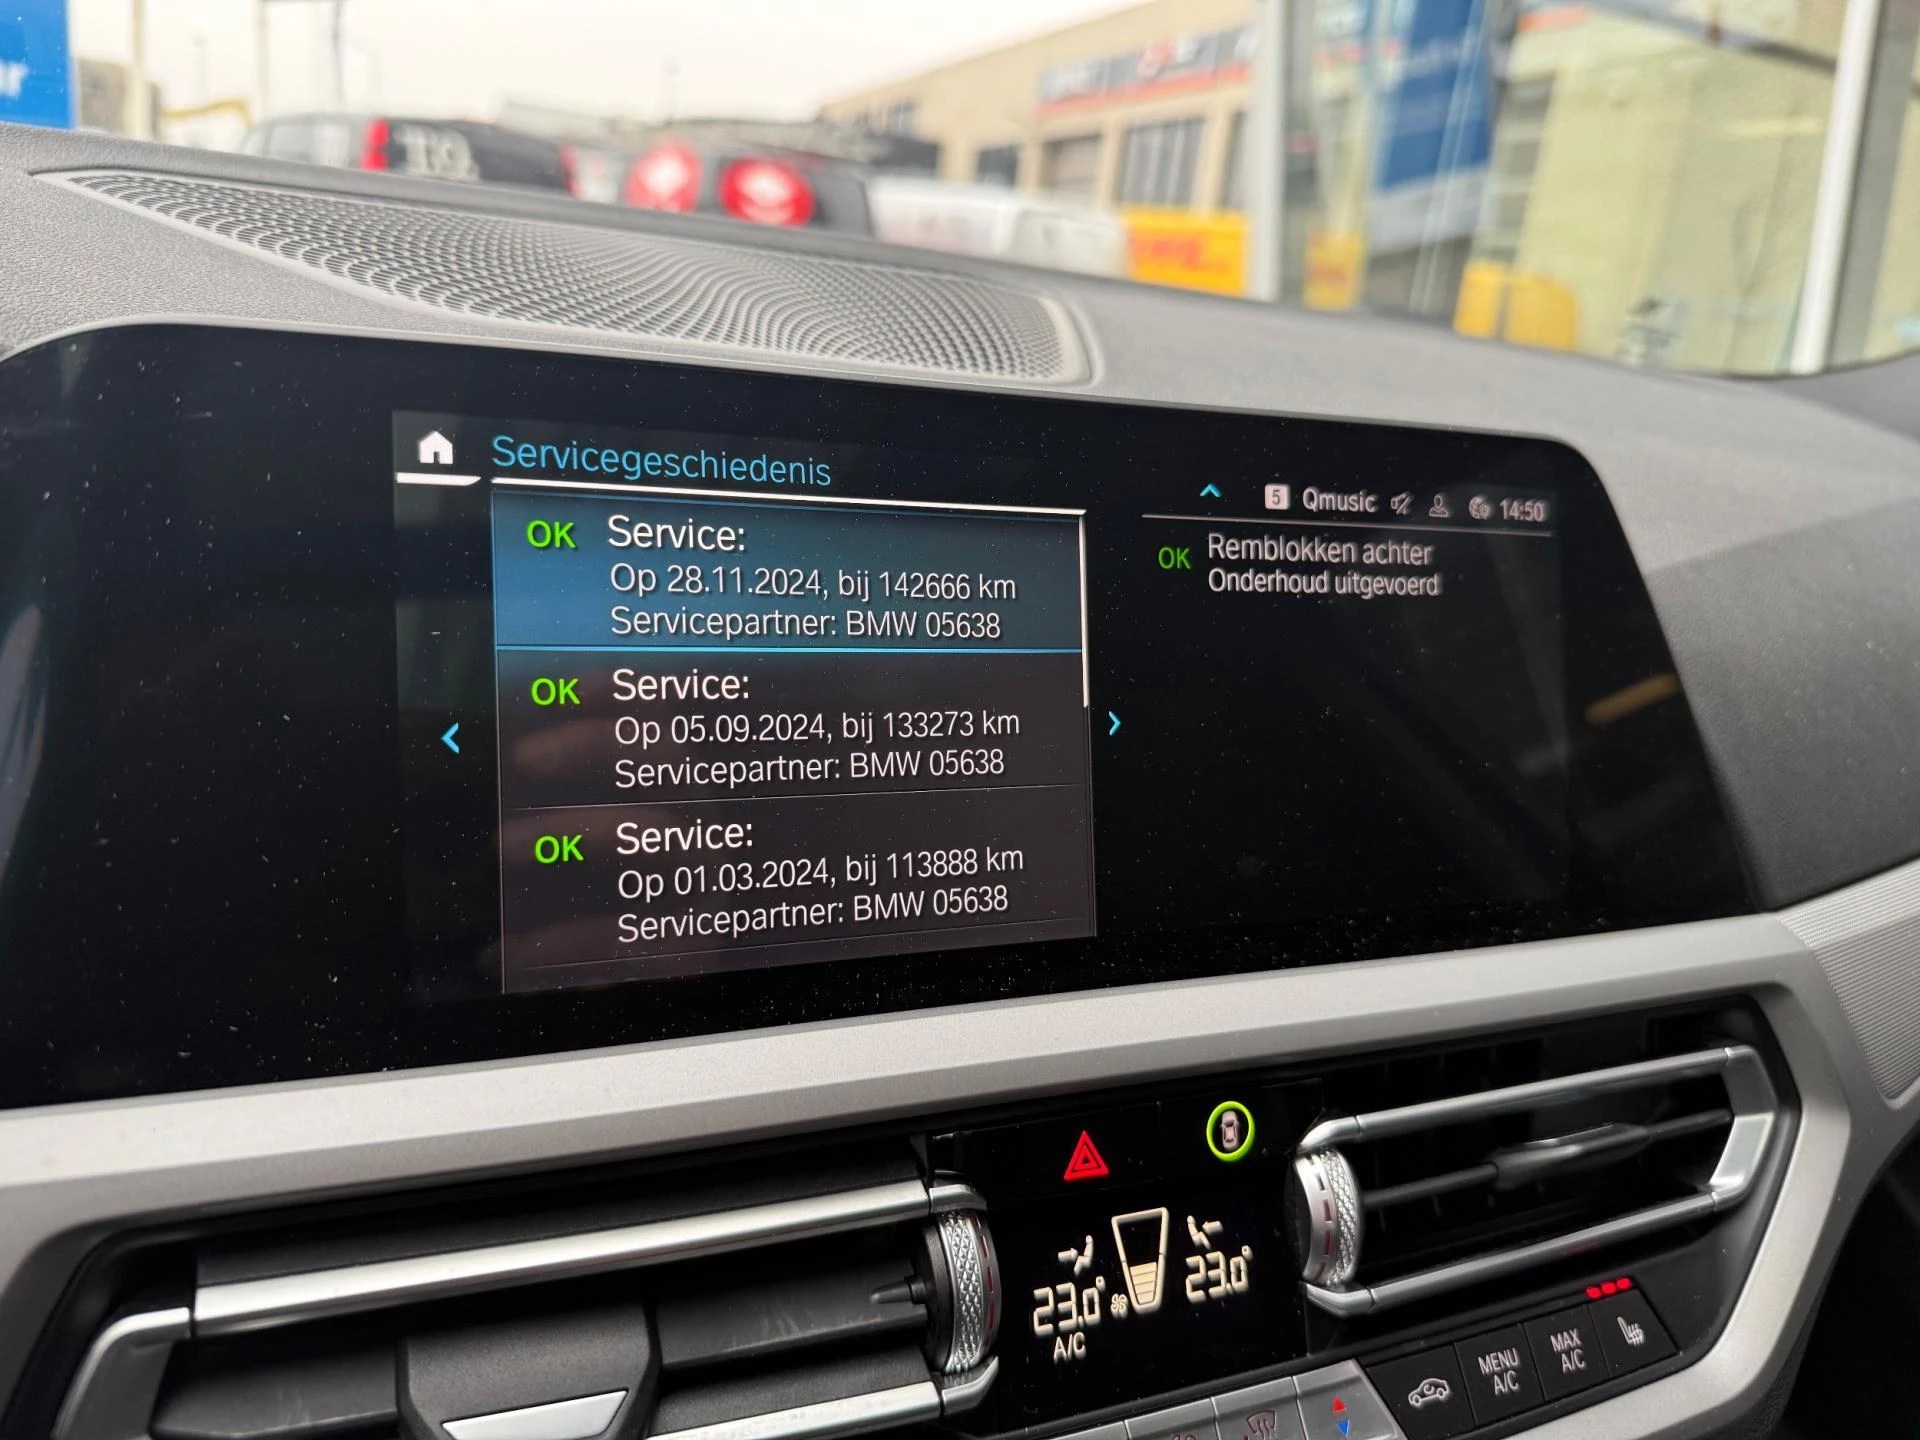 Servicegeschiedenis
5 Qmusic 14:50
OK Service:
Op 28.11.2024, bij 142666 km
Servicepartner: BMW 05638
OK Service:
Op 05.09.2024, bij 133273 km
Servicepartner: BMW 05638
OK Service:
Op 01.03.2024, bij 113888 km
Servicepartner: BMW 05638
OK Remblokken achter
Onderhoud uitgevoerd
23.0°
A/C
23.0°
MENU
A/C
MAX
A/C